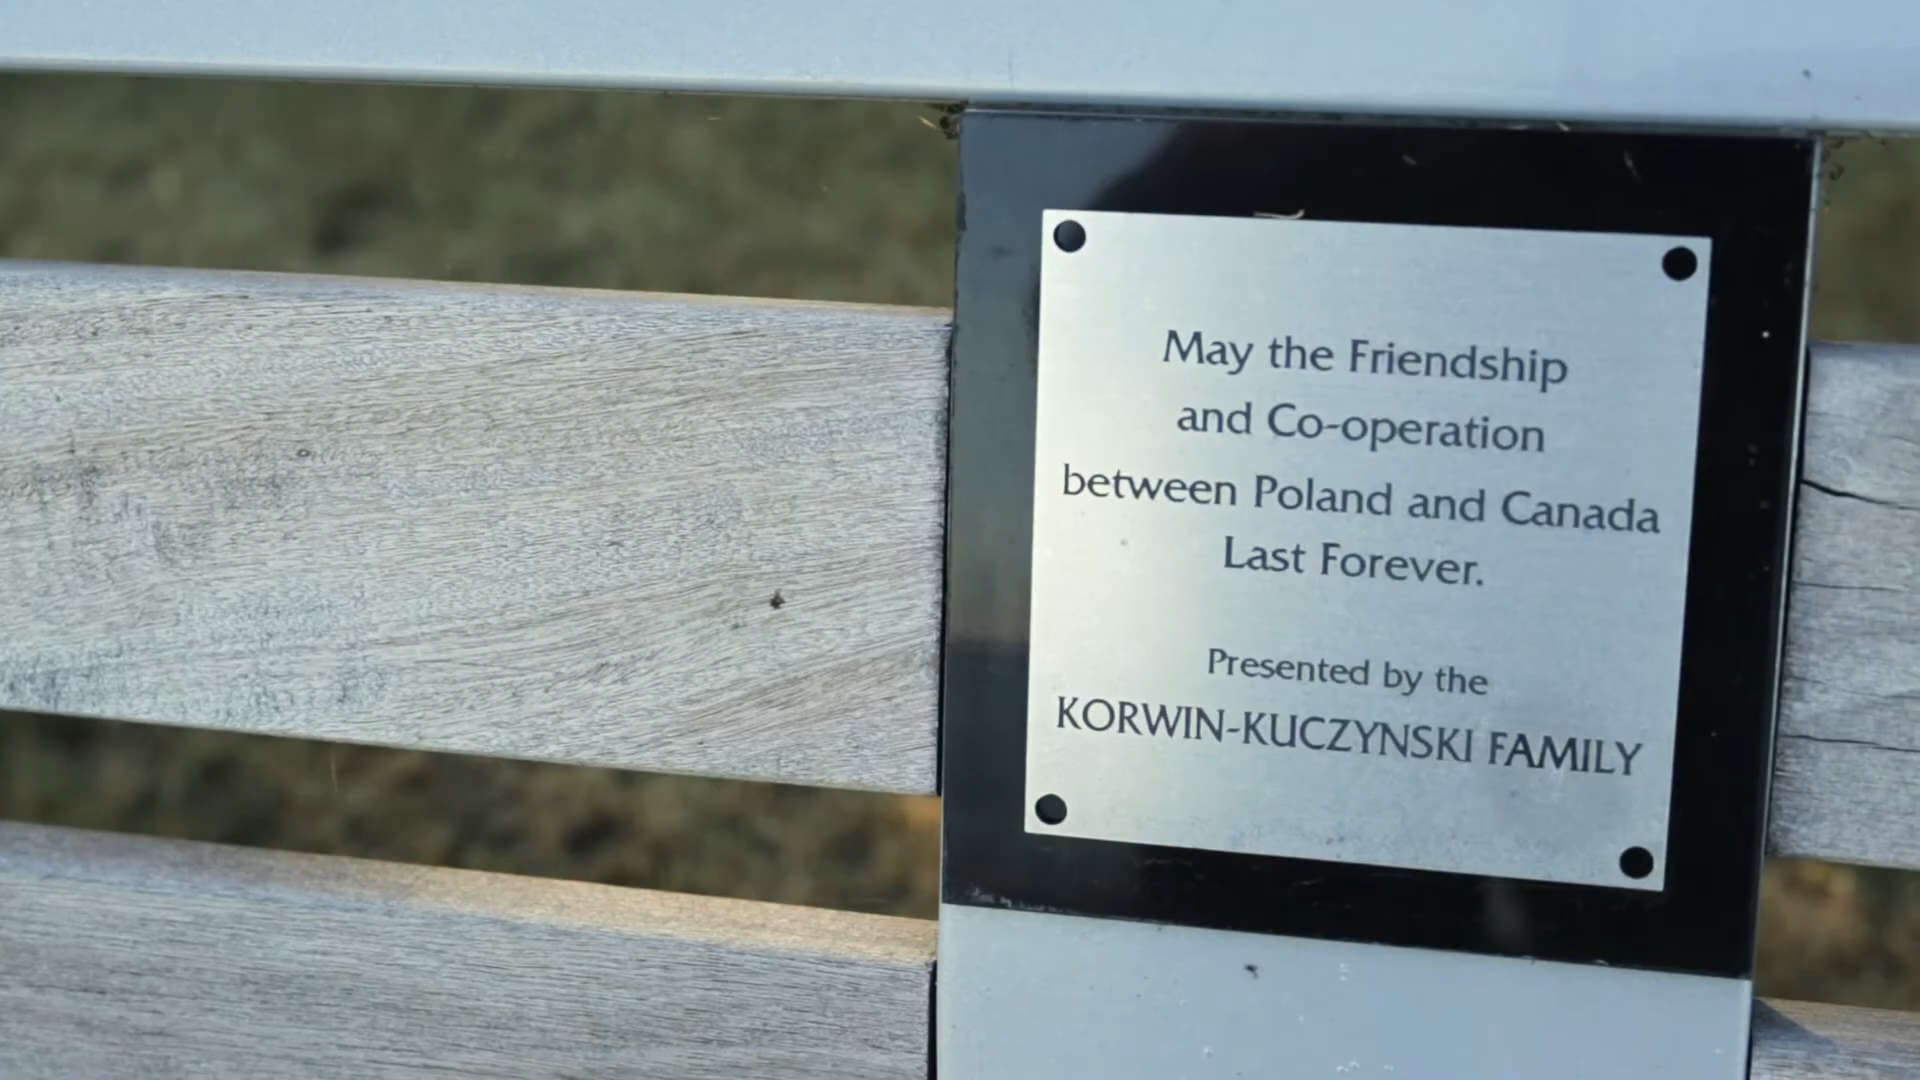 May the Friendship
and Co-operation
between Poland and Canada
Last Forever.
Presented by the
KORWIN-KUCZYNSKI FAMILY